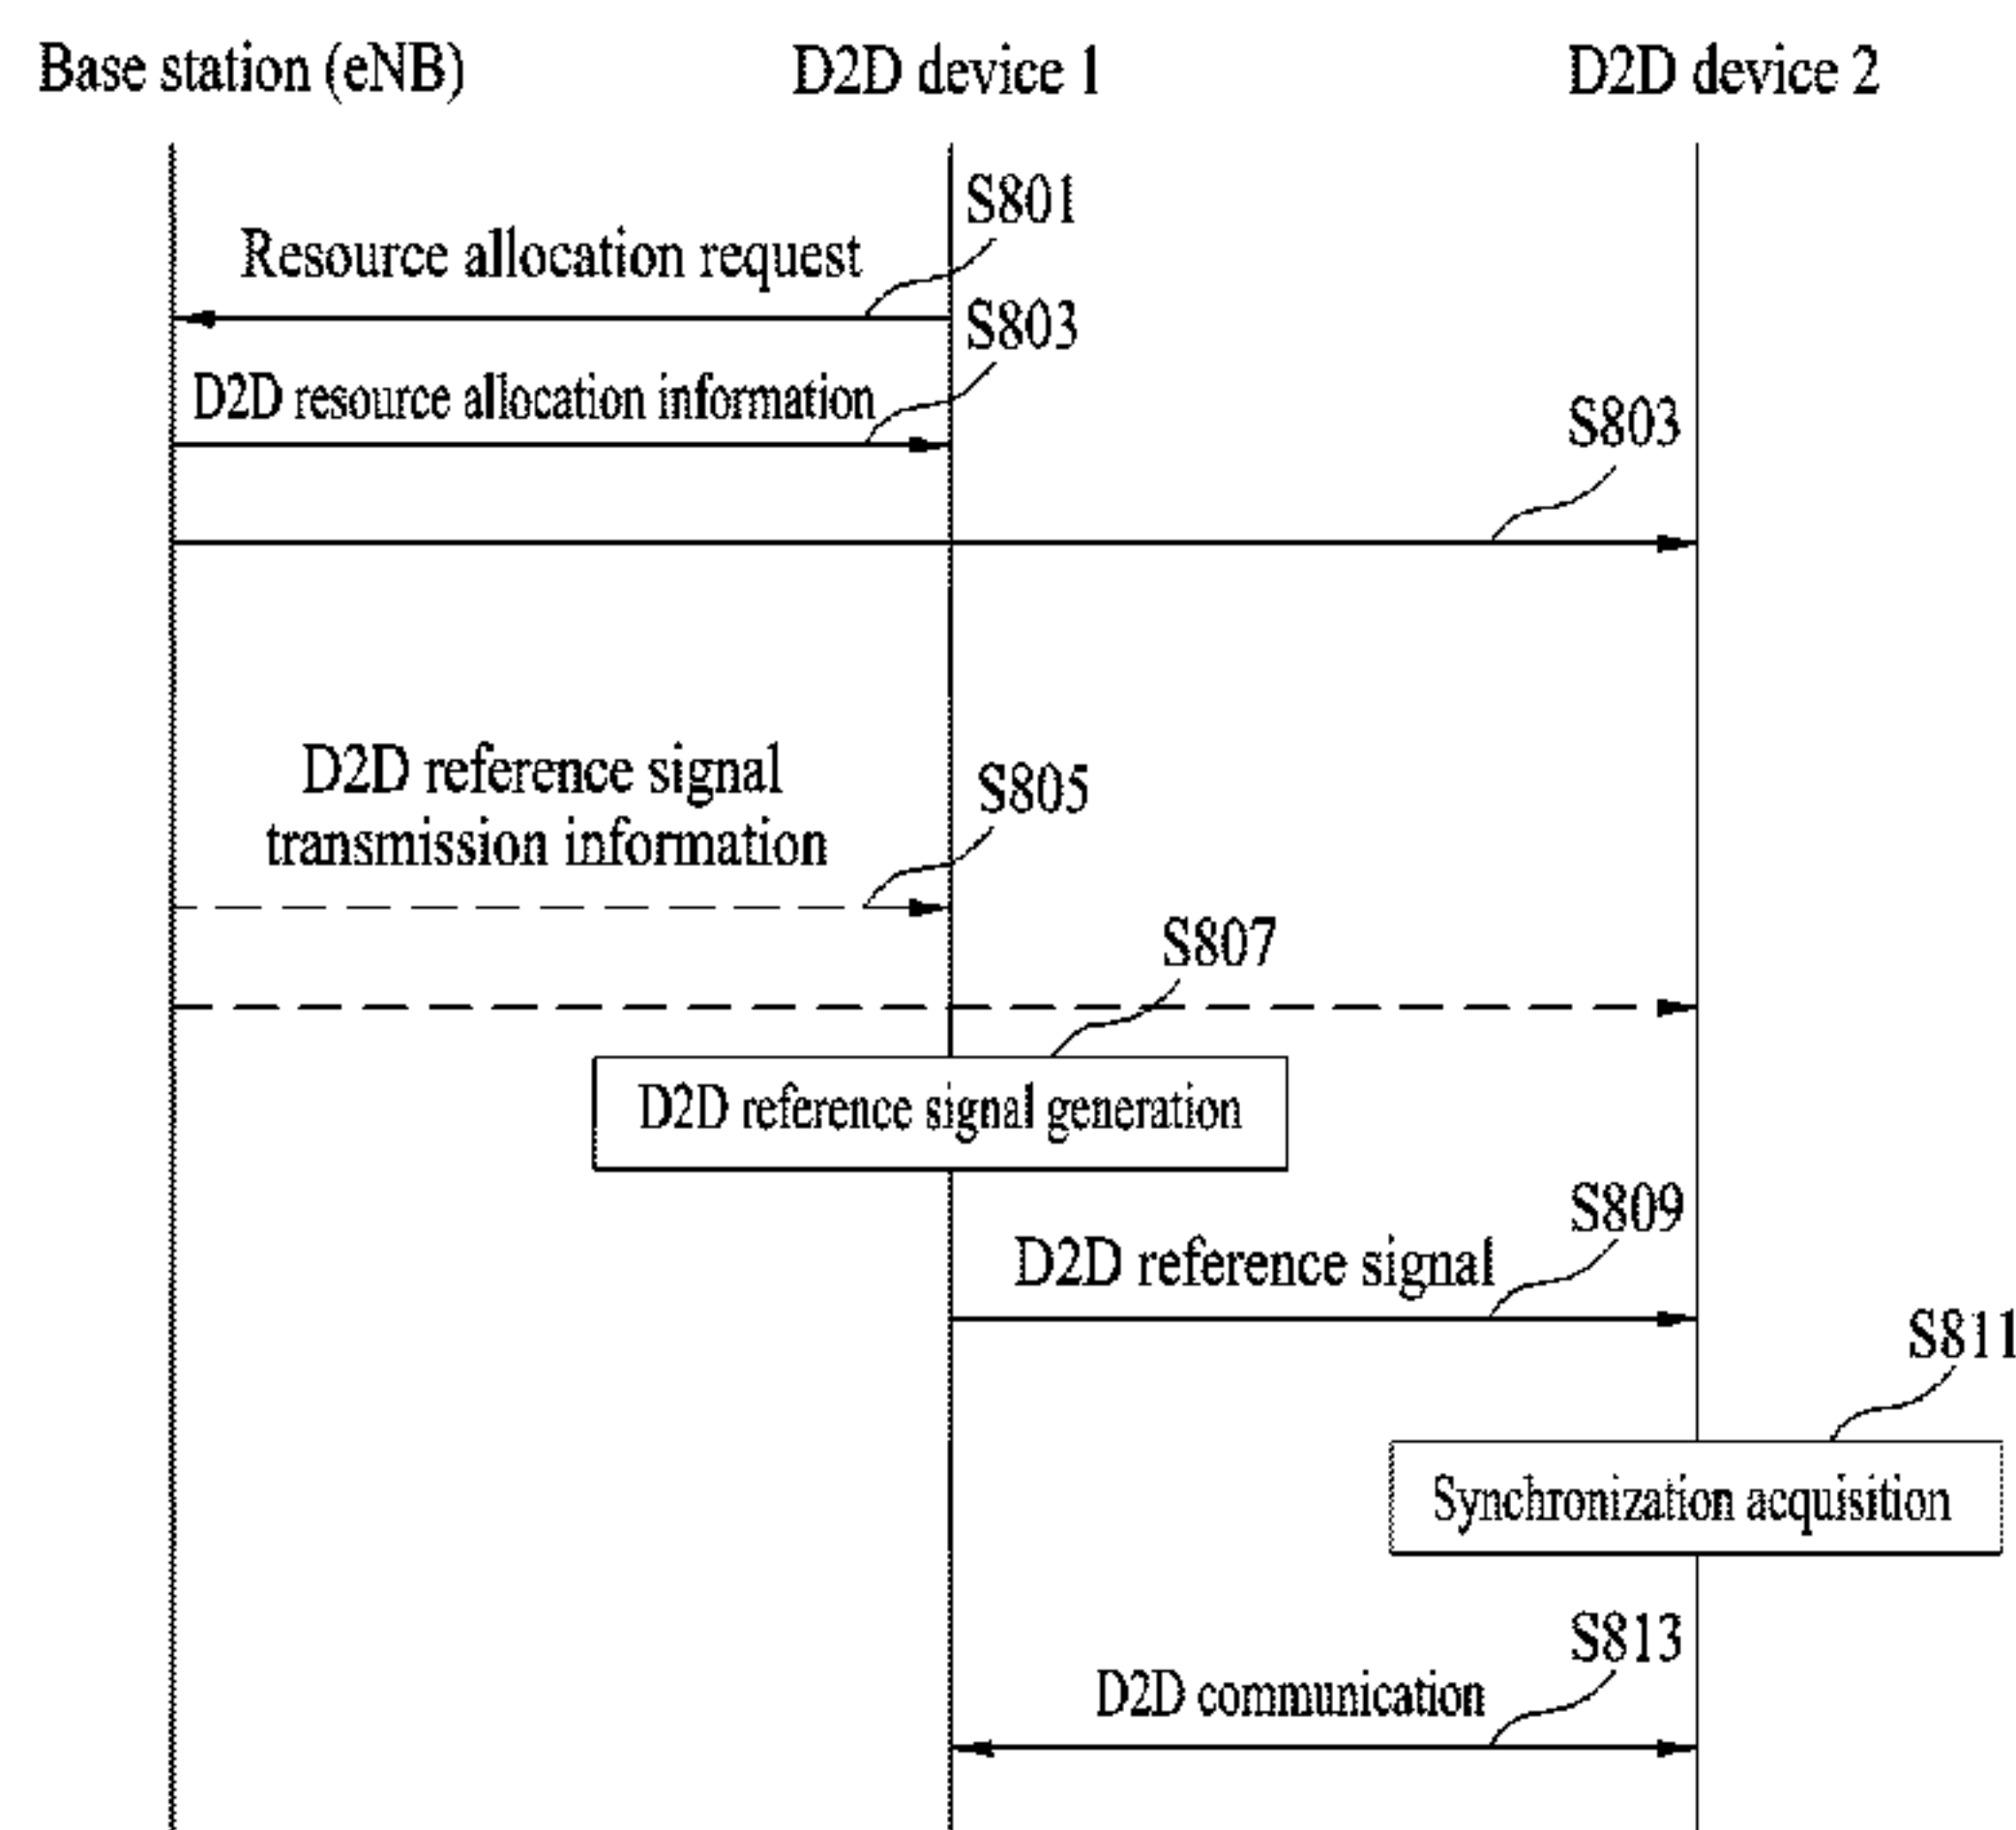 Base station (eNB)
D2D device 1
D2D device 2
S801
Resource allocation request
S803
D2D resource allocation information
S803
D2D reference signal
transmission information
S805
S807
D2D reference signal generation
S809
D2D reference signal
S811
Synchronization acquisition
S813
D2D communication